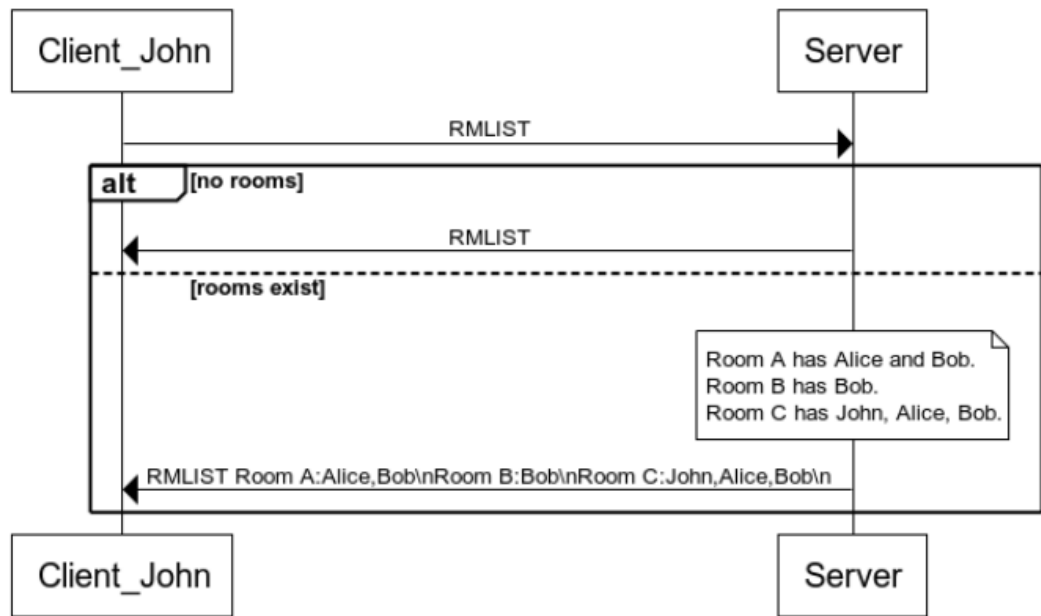 Client_John
Server
RMLIST
alt
[no rooms]
RMLIST
[rooms exist]
Room A has Alice and Bob.
Room B has Bob.
Room C has John, Alice, Bob.
RMLIST Room A:Alice,Bob\nRoom B:Bob\nRoom C:John,Alice,Bob\n
Client_John
Server